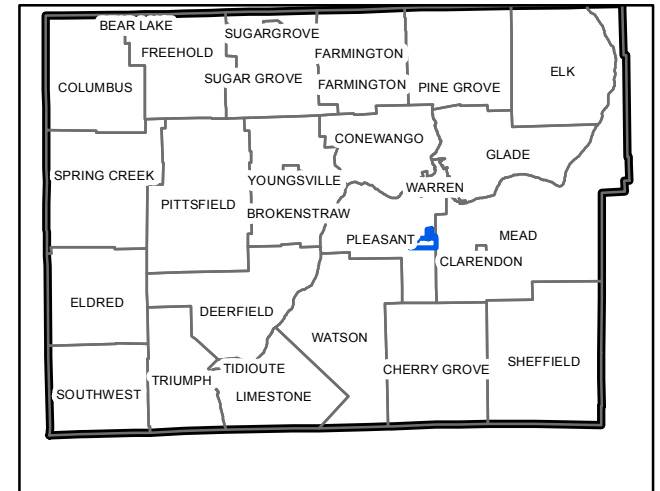 BEAR LAKE
SUGARGROVE
FREEHOLD
FARMINGTON
ELK
SUGAR GROVE
FARMINGTON
COLUMBUS
PINE GROVE
CONEWANGO
GLADE
SPRING CREEK
YOUNGSVILLE
WARREN
PITTSFIELD
BROKENSTRAW
PLEASANT
MEAD
CLARENDON
ELDRED
DEERFIELD
WATSON
SHEFFIELD
TIDIOUTE
CHERRY GROVE
TRIUMPH
SOUTHWEST
LIMESTONE